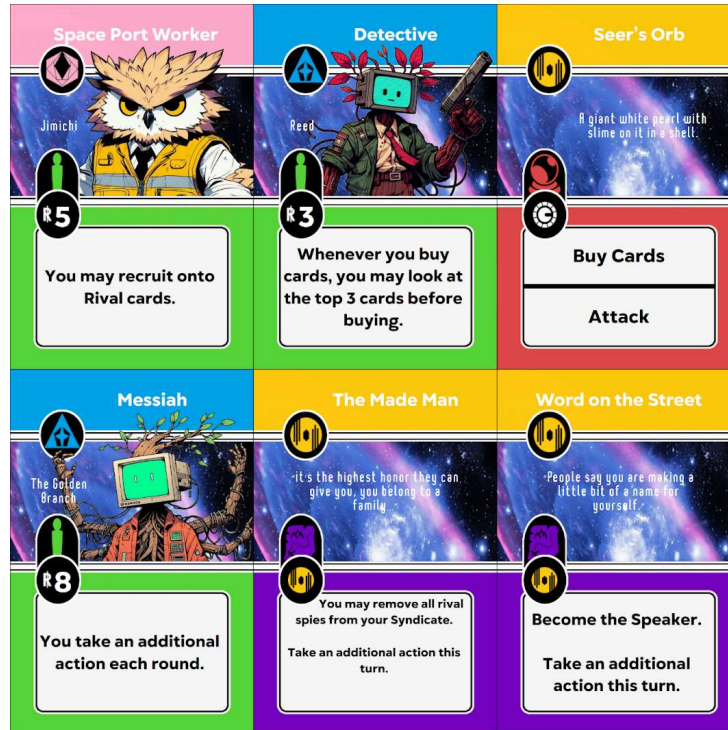 Space Port Worker
Jimichi
R5
You may recruit onto
Rival cards.
Detective
Reed
R3
Whenever you buy
cards, you may look at
the top 3 cards before
buying.
Seer's Orb
A giant white pearl with
slime on it in a shell.
Buy Cards
Attack
Messiah
The Golden
Branch
R8
You take an additional
action each round.
The Made Man
it's the highest honor they can
give you, you belong to a
family
You may remove all rival
spies from your Syndicate.
Take an additional action this
turn.
Word on the Street
People say you are making a
little bit of a name for
yourself.
Become the Speaker.
Take an additional
action this turn.